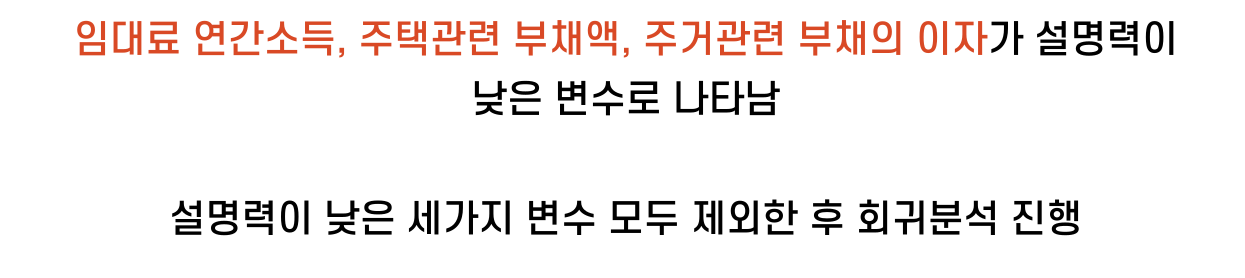 임대료 연간소득, 주택관련 부채액, 주거관련 부채의 이자가 설명력이
낮은 변수로 나타남
설명력이 낮은 세가지 변수 모두 제외한 후 회귀분석 진행